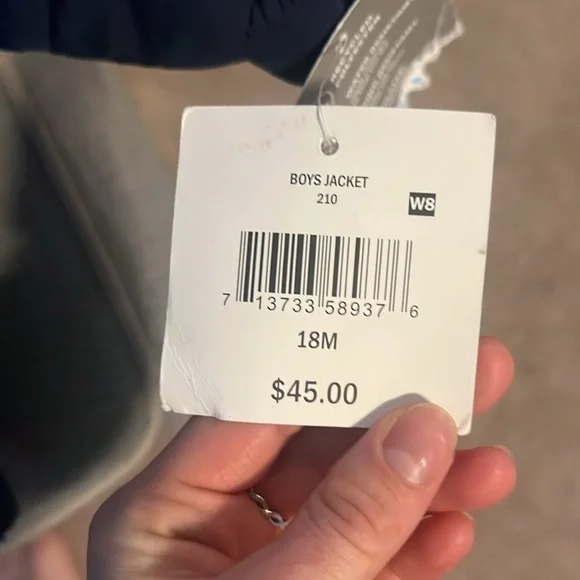 BOYS JACKET
210
W8
7 13733 58937 6
18M
$45.00